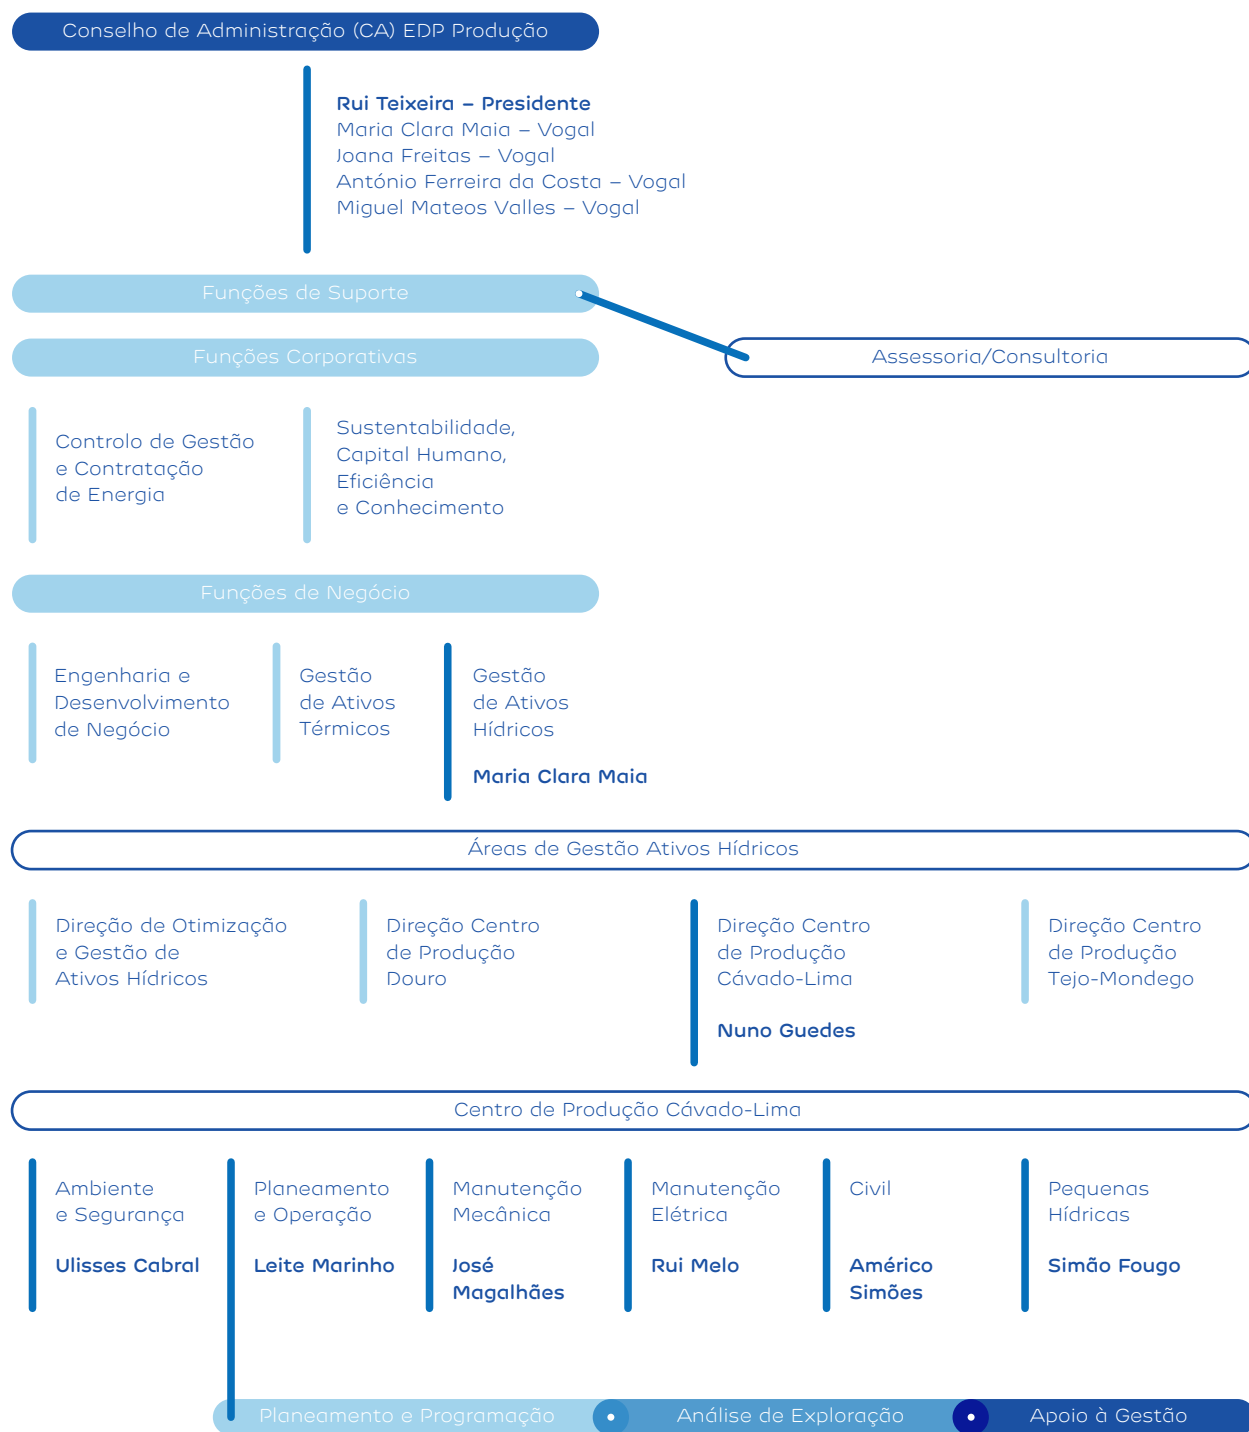 Conselho de Administração (CA) EDP Produção
Rui Teixeira – Presidente
Maria Clara Maia – Vogal
Joana Freitas – Vogal
António Ferreira da Costa – Vogal
Miguel Mateos Valles – Vogal
Funções de Suporte
Funções Corporativas
Assessoria/Consultoria
Controlo de Gestão
e Contratação
de Energia
Sustentabilidade,
Capital Humano,
Eficiência
e Conhecimento
Funções de Negócio
Engenharia e
Desenvolvimento
de Negócio
Gestão
de Ativos
Térmicos
Gestão
de Ativos
Hídricos
Maria Clara Maia
Áreas de Gestão Ativos Hídricos
Direção de Otimização
e Gestão de
Ativos Hídricos
Direção Centro
de Produção
Douro
Direção Centro
de Produção
Cávado-Lima
Nuno Guedes
Direção Centro
de Produção
Tejo-Mondego
Centro de Produção Cávado-Lima
Ambiente
e Segurança
Ulisses Cabral
Planeamento
e Operação
Leite Marinho
Manutenção
Mecânica
José
Magalhães
Manutenção
Elétrica
Rui Melo
Civil
Américo
Simões
Pequenas
Hídricas
Simão Fougo
Planeamento e Programação
Análise de Exploração
Apoio à Gestão